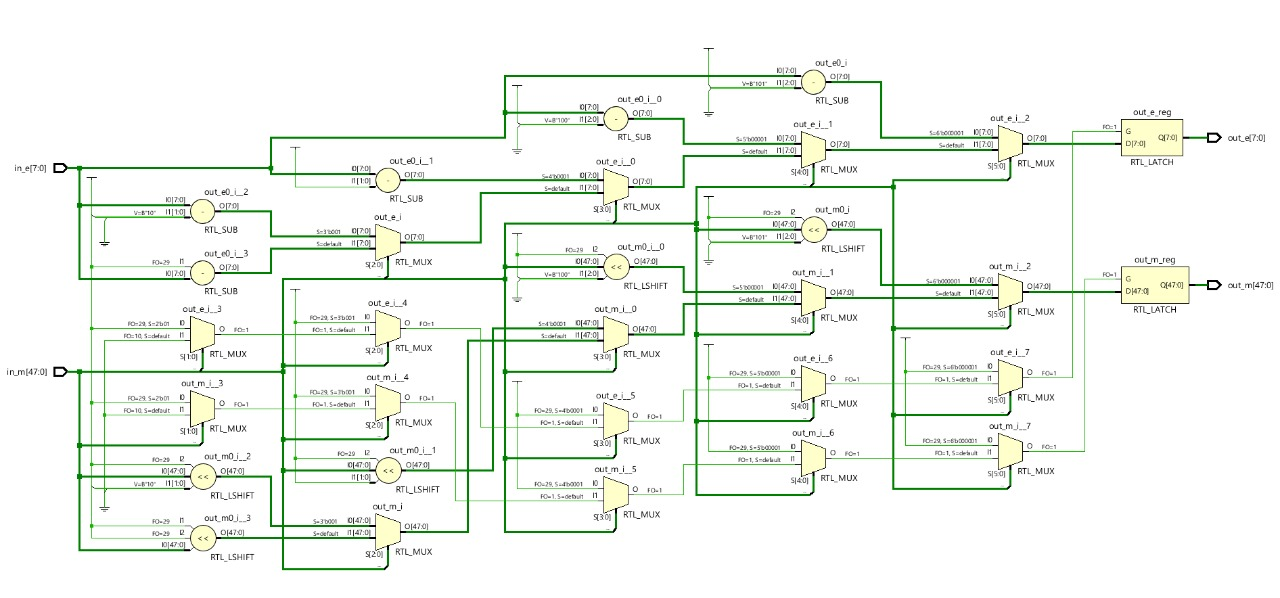 out_e0_i
I0[7:0]
O[7:0]
V=B"101"
I1[2:0]
RTL_SUB
out_e0_i__0
I0[7:0]
O[7:0]
V=B"100"
I1[2:0]
RTL_SUB
out_e_i__1
S=5'b00001
I0[7:0]
O[7:0]
S=default
I1[7:0]
S[4:0]
RTL_MUX
out_e_i__2
S=6'b000001
I0[7:0]
O[7:0]
S=default
I1[7:0]
S[5:0]
RTL_MUX
out_e_reg
FO=1
G
D[7:0]
Q[7:0]
RTL_LATCH
out_e[7:0]
in_e[7:0]
out_e0_i__1
I0[7:0]
O[7:0]
I1[1:0]
RTL_SUB
out_e_i__0
S=4'b0001
I0[7:0]
O[7:0]
S=default
I1[7:0]
S[3:0]
RTL_MUX
out_e0_i__2
I0[7:0]
O[7:0]
V=B"10"
I1[1:0]
RTL_SUB
out_e_i
S=3'b001
I0[7:0]
O[7:0]
S=default
I1[7:0]
S[2:0]
RTL_MUX
out_e0_i__3
FO=29
I1
I0[7:0]
O[7:0]
RTL_SUB
m0_i
FO=29
I2
I0[47:0]
O[47:0]
V=B"101"
I1[2:0]
RTL_LSHIFT
out_m0_i__0
FO=29
I2
I0[47:0]
O[47:0]
V=B"100"
I1[2:0]
RTL_LSHIFT
out_m_i__1
S=5'b00001
I0[47:0]
O[47:0]
S=default
I1[47:0]
S[4:0]
RTL_MUX
out_m_i__2
S=6'b000001
I0[47:0]
O[47:0]
S=default
I1[47:0]
S[5:0]
RTL_MUX
out_m_reg
FO=1
G
D[47:0]
Q[47:0]
RTL_LATCH
out_m[47:0]
out_e_i__3
FO=29, S=2'b01
I0
O
FO=1
FO=10, S=default
I1
S[1:0]
RTL_MUX
out_e_i__4
FO=29, S=3'b001
I0
O
FO=1
FO=1, S=default
I1
S[2:0]
RTL_MUX
out_m_i__0
S=4'b0001
I0[47:0]
O[47:0]
S=default
I1[47:0]
S[3:0]
RTL_MUX
in_m[47:0]
out_m_i__3
FO=29, S=2'b01
I0
O
FO=1
FO=10, S=default
I1
S[1:0]
RTL_MUX
out_m_i__4
FO=29, S=3'b001
I0
O
FO=1
FO=1, S=default
I1
S[2:0]
RTL_MUX
out_e_i__5
FO=29, S=4'b0001
I0
O
FO=1
FO=1, S=default
I1
S[3:0]
RTL_MUX
out_e_i__6
FO=29, S=5'b00001
I0
O
FO=1
FO=1, S=default
I1
S[4:0]
RTL_MUX
out_e_i__7
FO=29, S=6'b000001
I0
O
FO=1
FO=1, S=default
I1
S[5:0]
RTL_MUX
out_m0_i__2
FO=29
I2
I0[47:0]
O[47:0]
V=B"10"
I1[1:0]
RTL_LSHIFT
out_m0_i__1
FO=29
I2
I0[47:0]
O[47:0]
I1[1:0]
RTL_LSHIFT
out_m_i__5
FO=29, S=4'b0001
I0
O
FO=1
FO=1, S=default
I1
S[3:0]
RTL_MUX
out_m_i__6
FO=29, S=5'b00001
I0
O
FO=1
FO=1, S=default
I1
S[4:0]
RTL_MUX
out_m_i__7
FO=29, S=6'b000001
I0
O
FO=1
FO=1, S=default
I1
S[5:0]
RTL_MUX
out_m0_i__3
FO=29
I1
FO=29
I2
I0[47:0]
O[47:0]
RTL_LSHIFT
out_m_i
S=3'b001
I0[47:0]
O[47:0]
S=default
I1[47:0]
S[2:0]
RTL_MUX